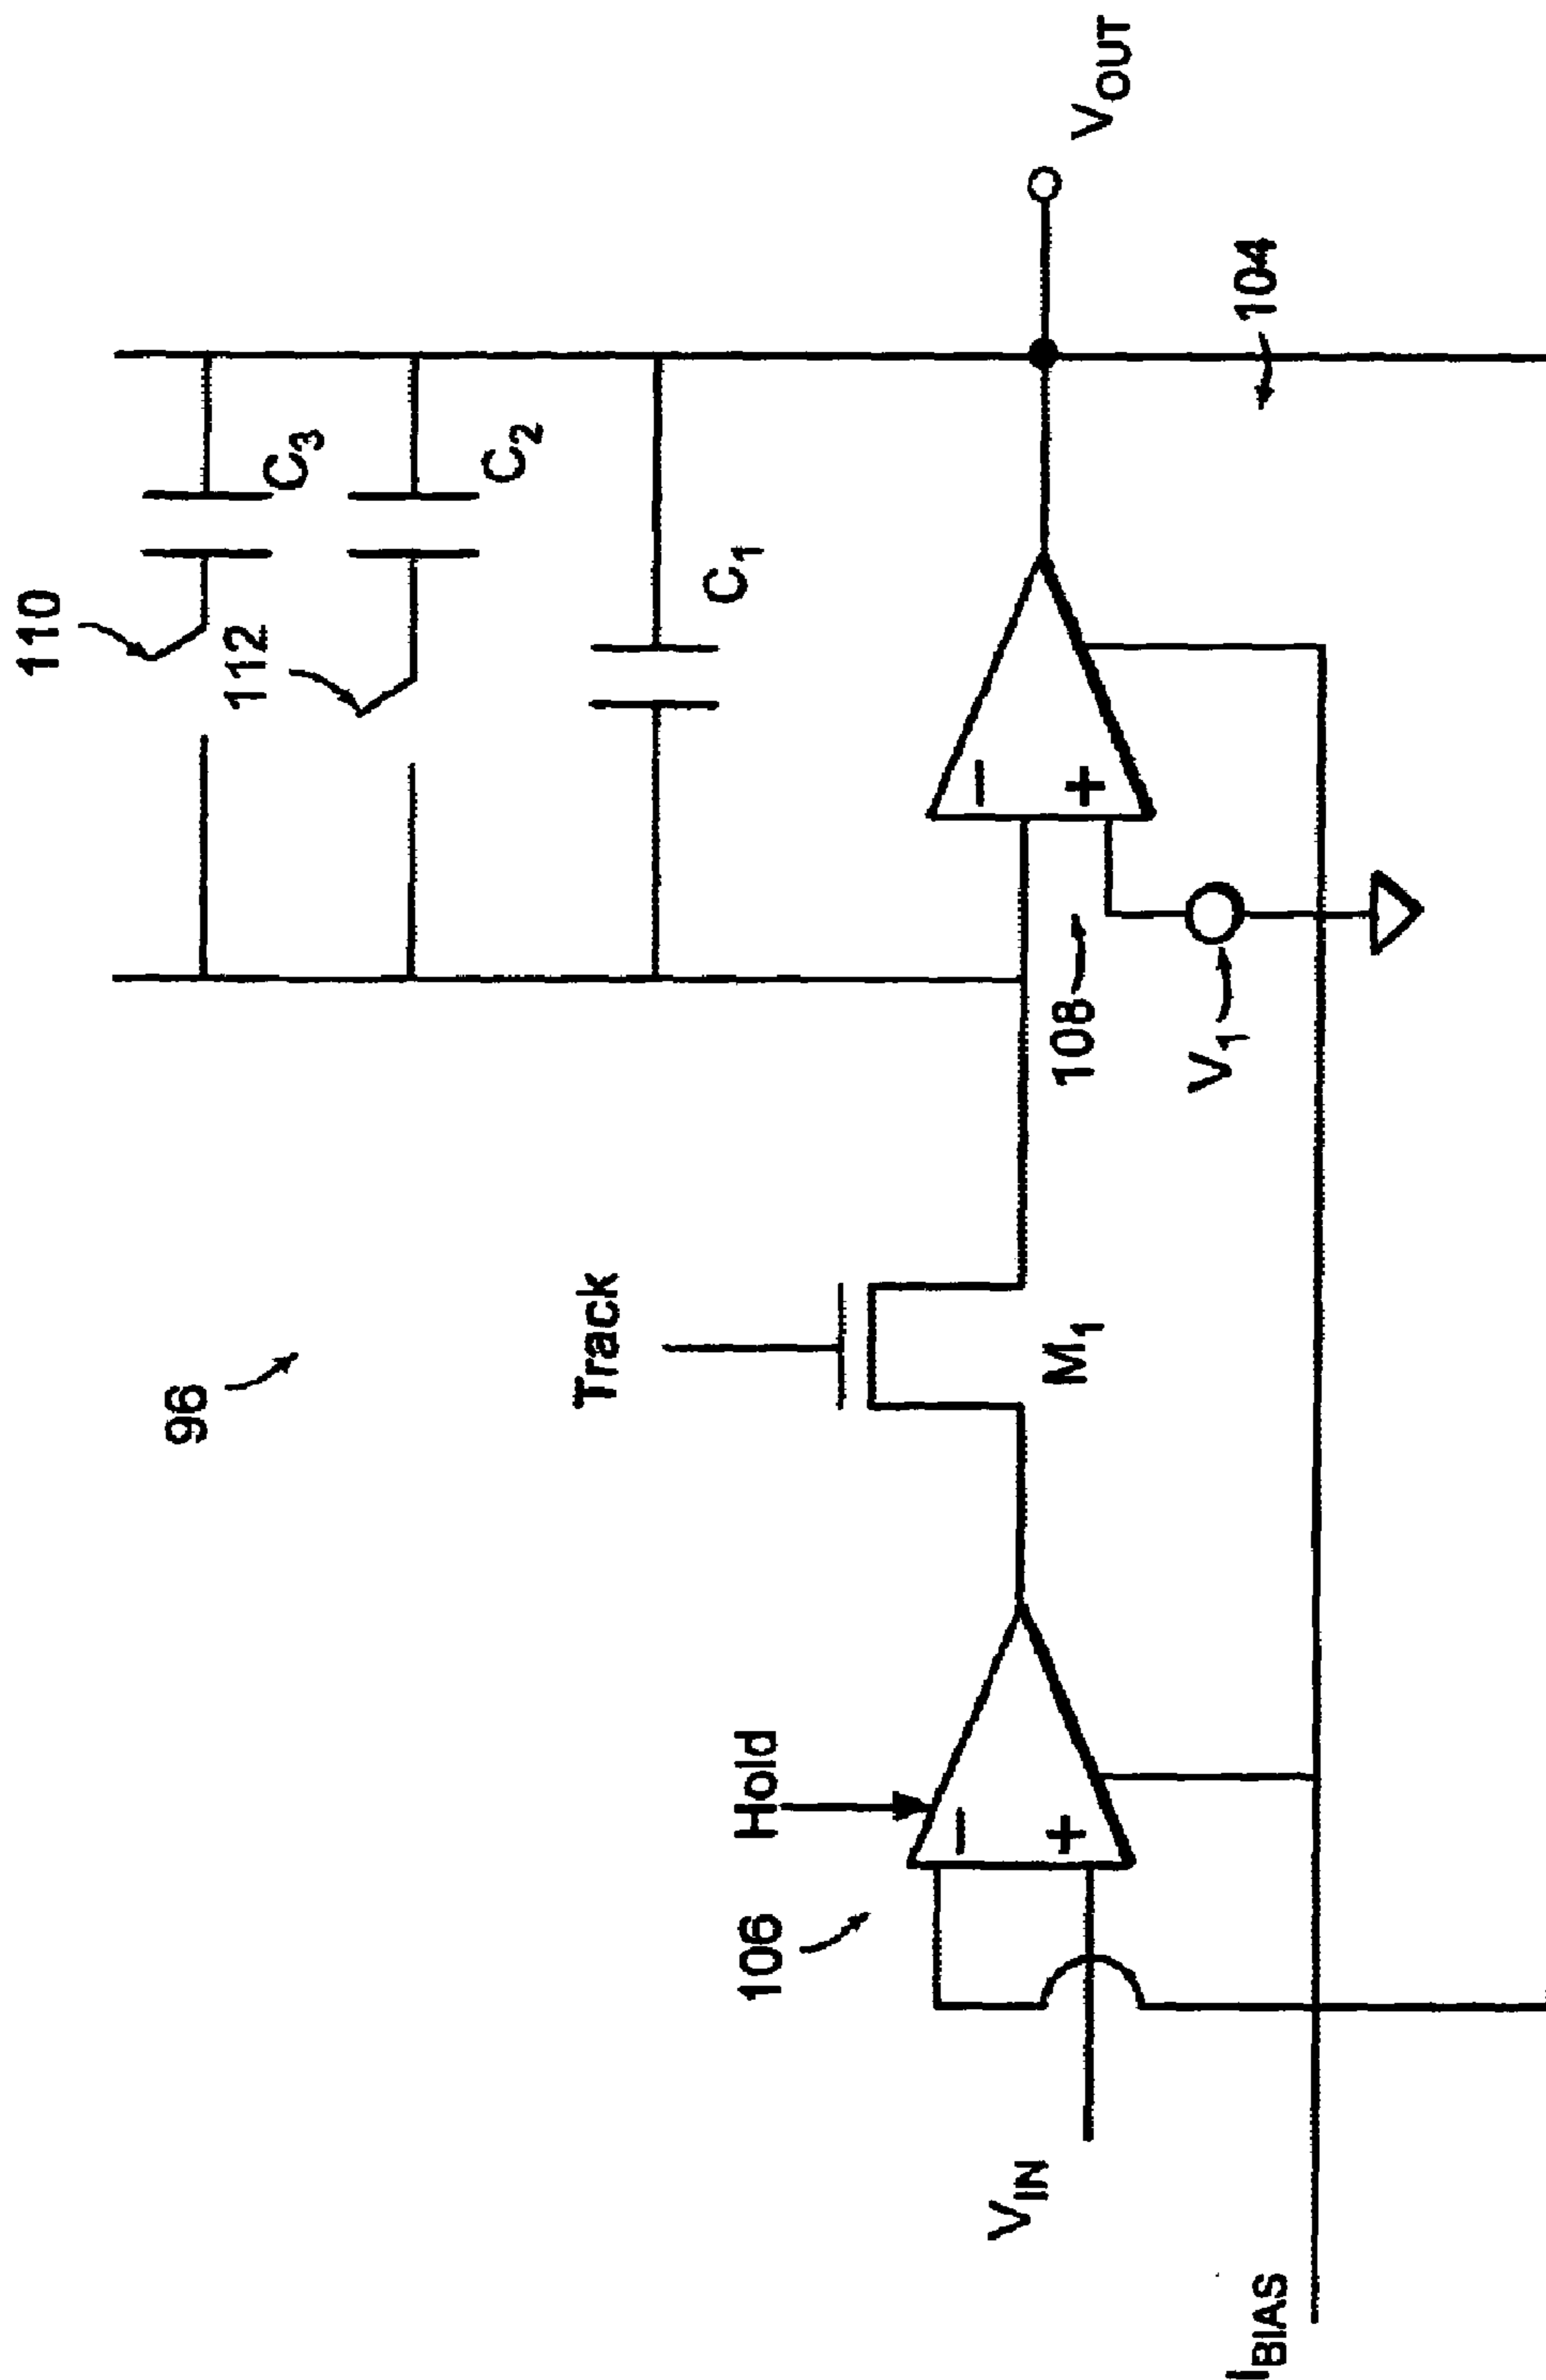 110
112
C3
C2
C1
96
Track
M1
Hold
106
−
+
−
+
108
V1
104
VOUT
VIN
IBIAS